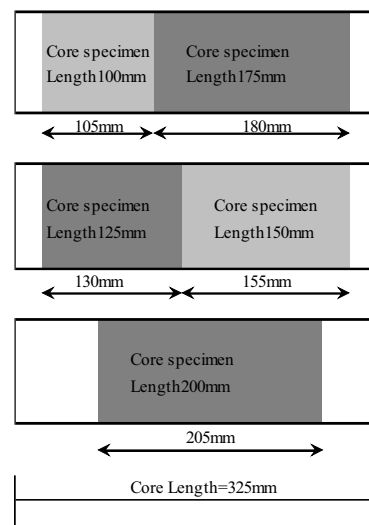 Core specimen Core specimen
Length100mm Length175mm
105mm 180mm
Core specimen Core specimen
Length125mm Length150mm
130mm 155mm
Core specimen
Length200mm
205mm
Core Length=325mm